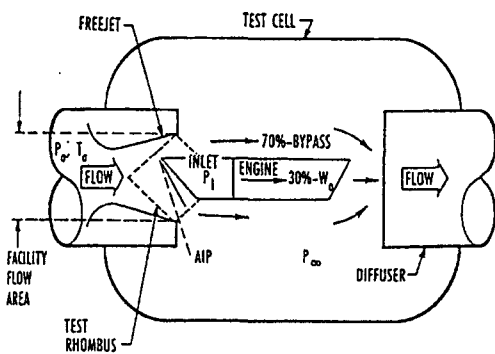 FREEJET
TEST CELL
P₀, T₀
FLOW
INLET
P₁
70%-BYPASS
ENGINE
30%-W₀
FLOW
FACILITY
FLOW
AREA
AIP
P∞
TEST
RHOMBUS
DIFFUSER